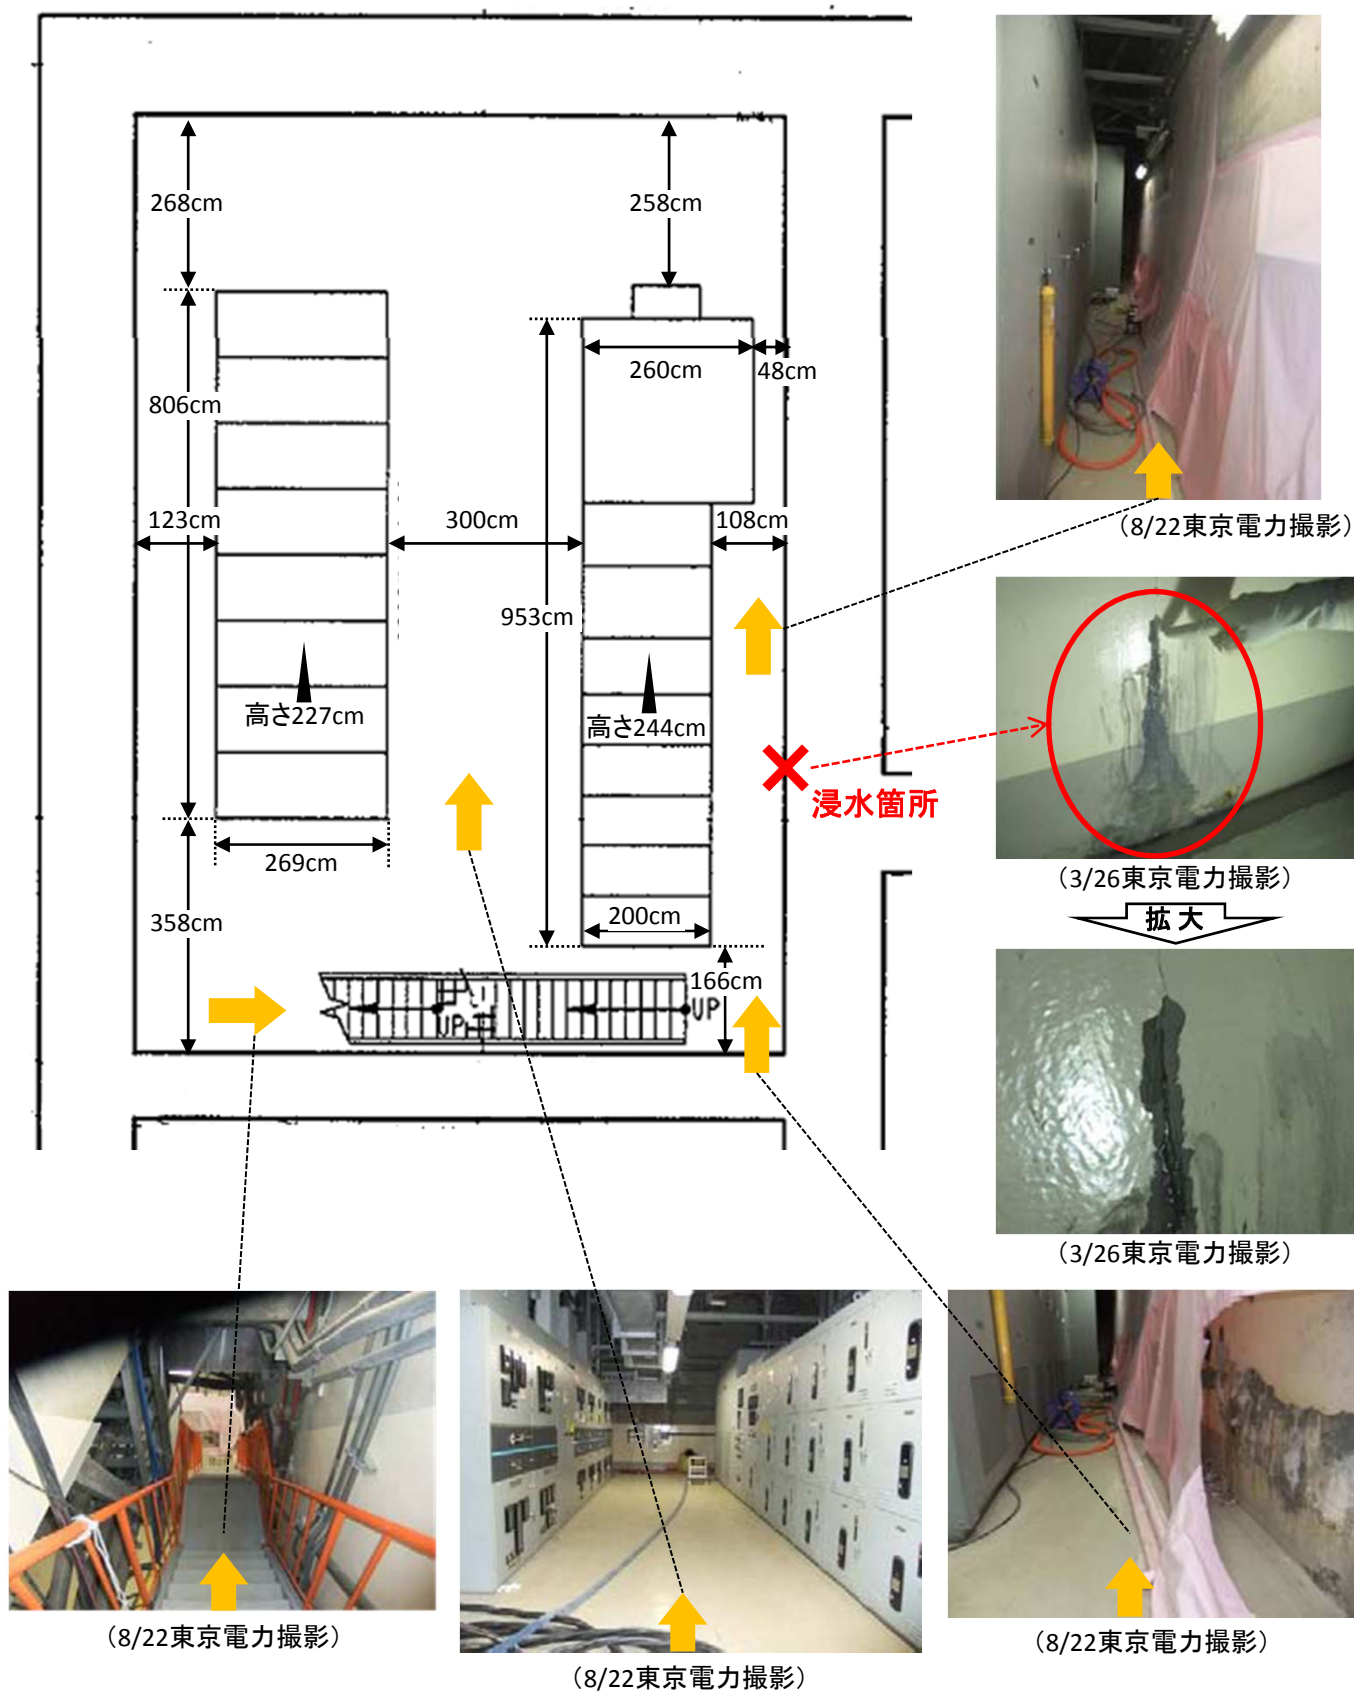 268cm
258cm
260cm
48cm
806cm
(8/22東京電力撮影)
123cm
300cm
108cm
953cm
高さ227cm
高さ244cm
浸水箇所
269cm
(3/26東京電力撮影)
拡大
358cm
200cm
166cm
UP
UP
(3/26東京電力撮影)
(8/22東京電力撮影)
(8/22東京電力撮影)
(8/22東京電力撮影)